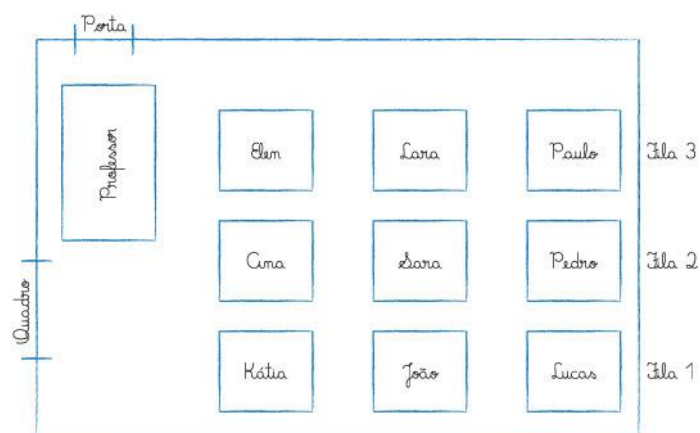 Porta
Professor
Elen Lara Paulo Fila 3
Ana Sara Pedro Fila 2
Quadro
Kátia João Lucas Fila 1